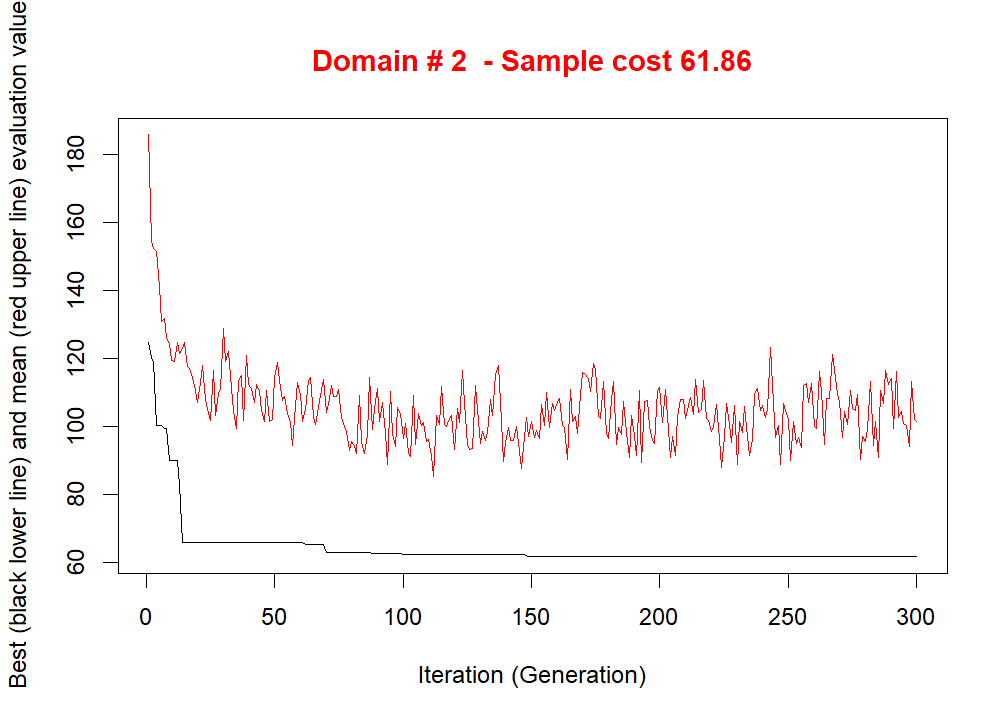 Domain # 2  - Sample cost 61.86
Best (black lower line) and mean (red upper line) evaluation value
180
160
140
120
100
80
60
0 50 100 150 200 250 300
Iteration (Generation)